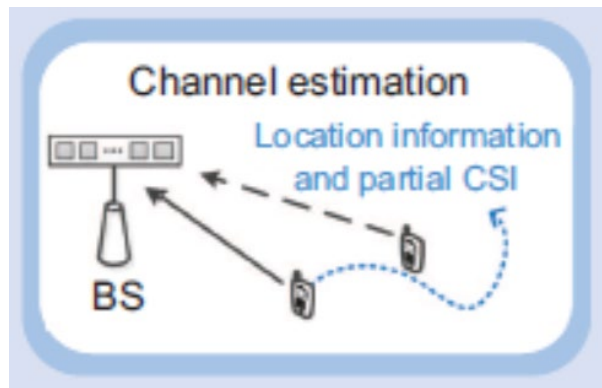 Channel estimation
Location information
and partial CSI
BS